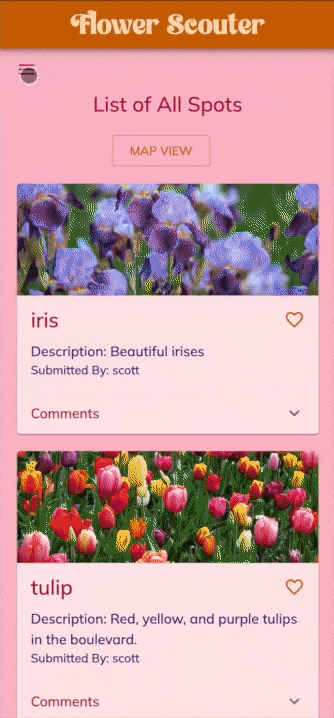 Flower Scouter
List of All Spots
MAP VIEW
iris
Description: Beautiful irises
Submitted By: scott
Comments
tulip
Description: Red, yellow, and purple tulips
in the boulevard.
Submitted By: scott
Comments